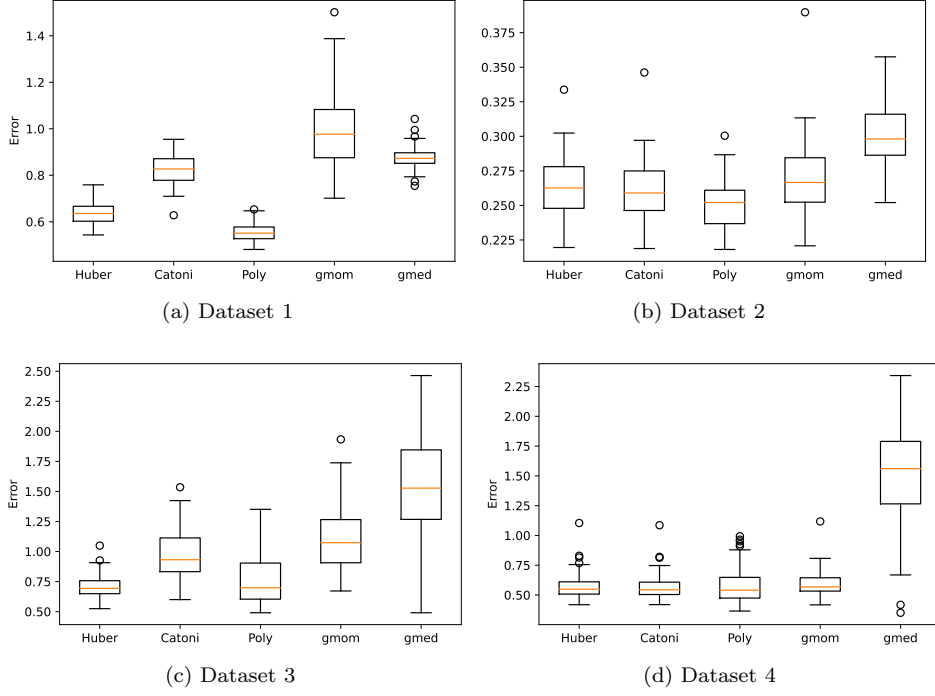 1.4
1.2
1.0
0.8
0.6
Error
Huber Catoni Poly gmom gmed
(a) Dataset 1
0.375
0.350
0.325
0.300
0.275
0.250
0.225
Huber Catoni Poly gmom gmed
(b) Dataset 2
2.50
2.25
2.00
1.75
1.50
1.25
1.00
0.75
0.50
Error
Huber Catoni Poly gmom gmed
(c) Dataset 3
2.25
2.00
1.75
1.50
1.25
1.00
0.75
0.50
Error
Huber Catoni Poly gmom gmed
(d) Dataset 4